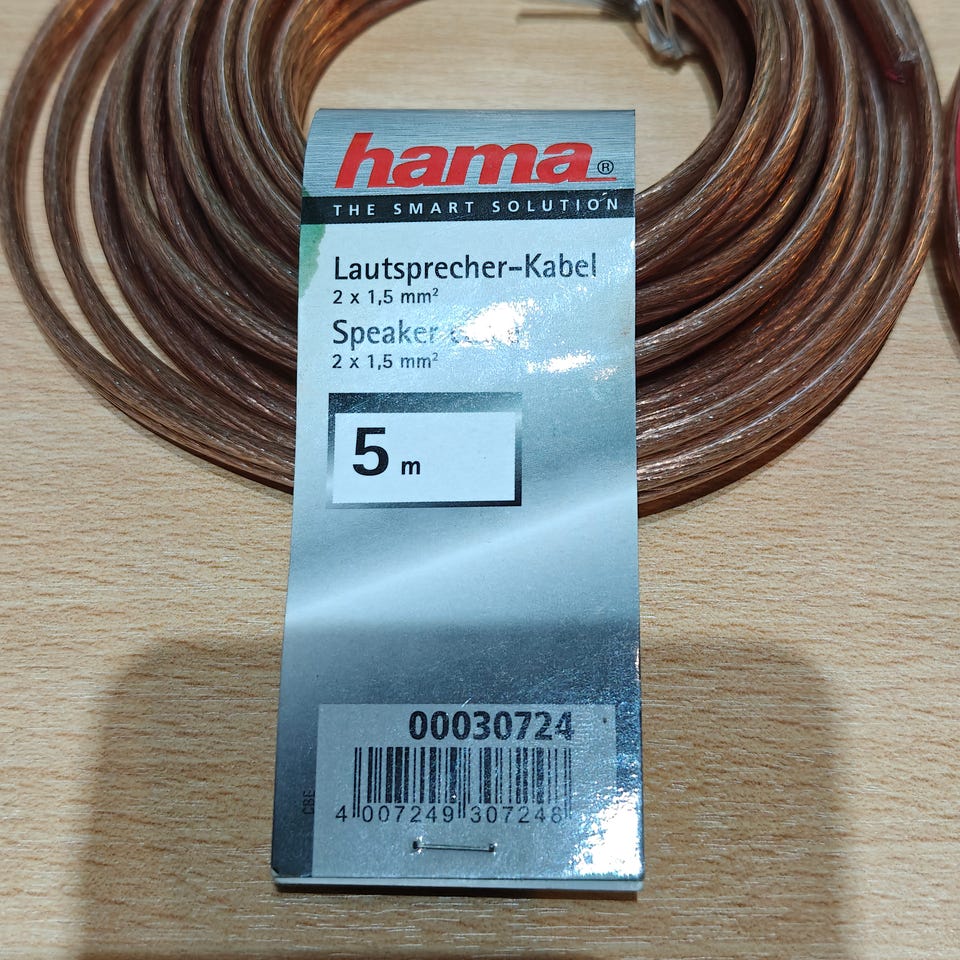 hama®
THE SMART SOLUTION
Lautsprecher-Kabel
2 x 1,5 mm²
Speaker
2 x 1,5 mm²
5 m
00030724
4 007249 307248